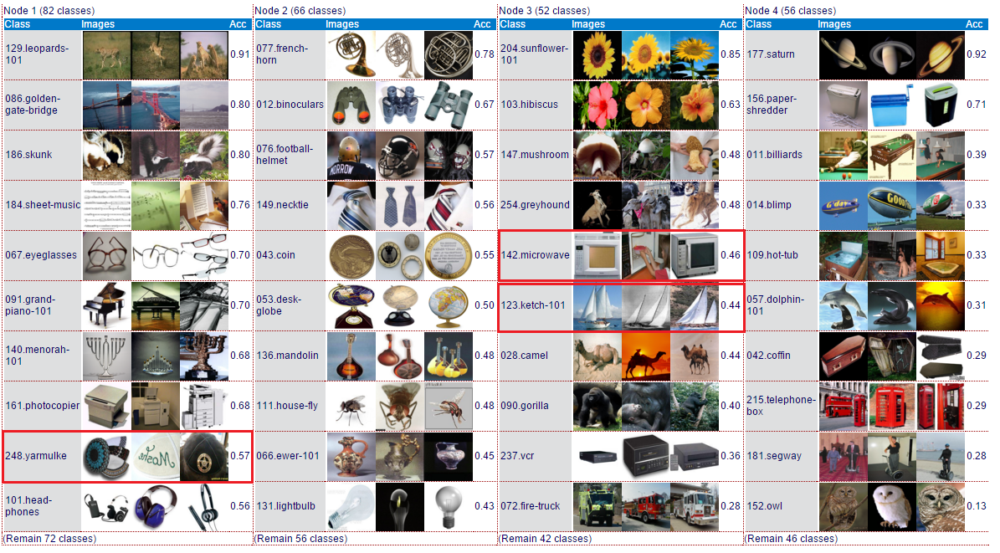 Node 1 (82 classes)
Class Images Acc
129.leopards-101 0.91
086.golden-gate-bridge 0.80
186.skunk 0.80
184.sheet-music 0.76
067.eyeglasses 0.70
091.grand-piano-101 0.70
140.menorah-101 0.68
161.photocopier 0.68
248.yarmulke 0.57
101.head-phones 0.56
(Remain 72 classes)
Node 2 (66 classes)
Class Images Acc
077.french-horn 0.78
012.binoculars 0.67
076.football-helmet MORROW 0.57
149.necktie 0.56
043.coin 0.55
053.desk-globe 0.50
136.mandolin 0.48
111.house-fly 0.48
066.ewer-101 0.45
131.lightbulb 0.43
(Remain 56 classes)
Node 3 (52 classes)
Class Images Acc
204.sunflower-101 0.85
103.hibiscus 0.63
147.mushroom 0.48
254.greyhound 0.48
142.microwave 0.46
123.ketch-101 0.44
028.camel 0.44
090.gorilla 0.40
237.vcr 0.36
072.fire-truck 0.28
(Remain 42 classes)
Node 4 (56 classes)
Class Images Acc
177.saturn 0.92
156.paper-shredder 0.71
011.billiards 0.39
014.blimp G'day GOOD 0.33
109.hot-tub 0.33
057.dolphin-101 0.31
042.coffin 0.29
215.telephone-box 0.29
181.segway 0.28
152.owl 0.13
(Remain 46 classes)